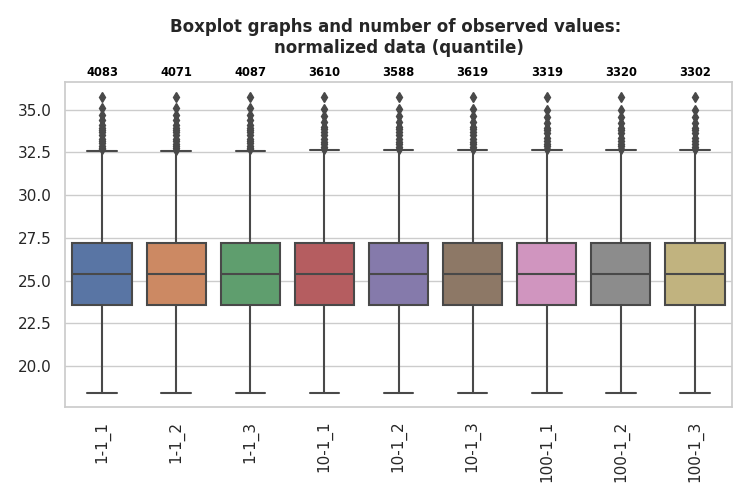 Boxplot graphs and number of observed values:
normalized data (quantile)
4083 4071 4087 3610 3588 3619 3319 3320 3302
35.0
32.5
30.0
27.5
25.0
22.5
20.0
1-1_1 1-1_2 1-1_3 10-1_1 10-1_2 10-1_3 100-1_1 100-1_2 100-1_3